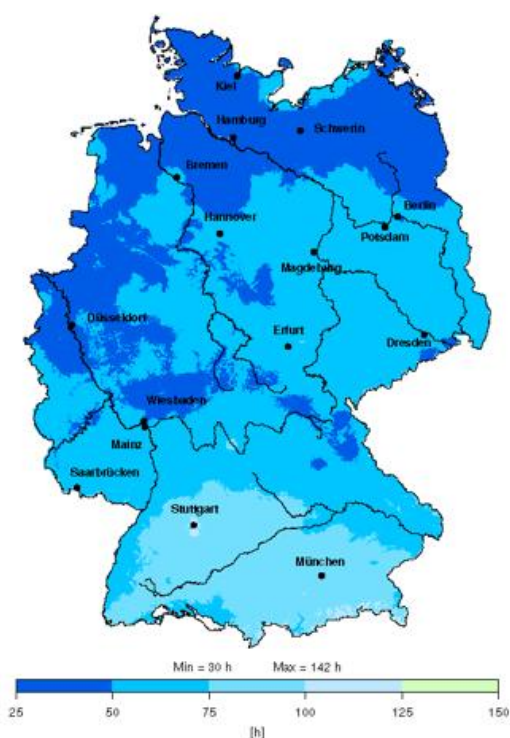 Kiel
Hamburg
Schwerin
Bremen
Berlin
Hannover
Potsdam
Magdeburg
Düsseldorf
Erfurt
Dresden
Wiesbaden
Mainz
Saarbrücken
Stuttgart
München
Min = 30 h Max = 142 h
25 50 75 100 125 150
[h]